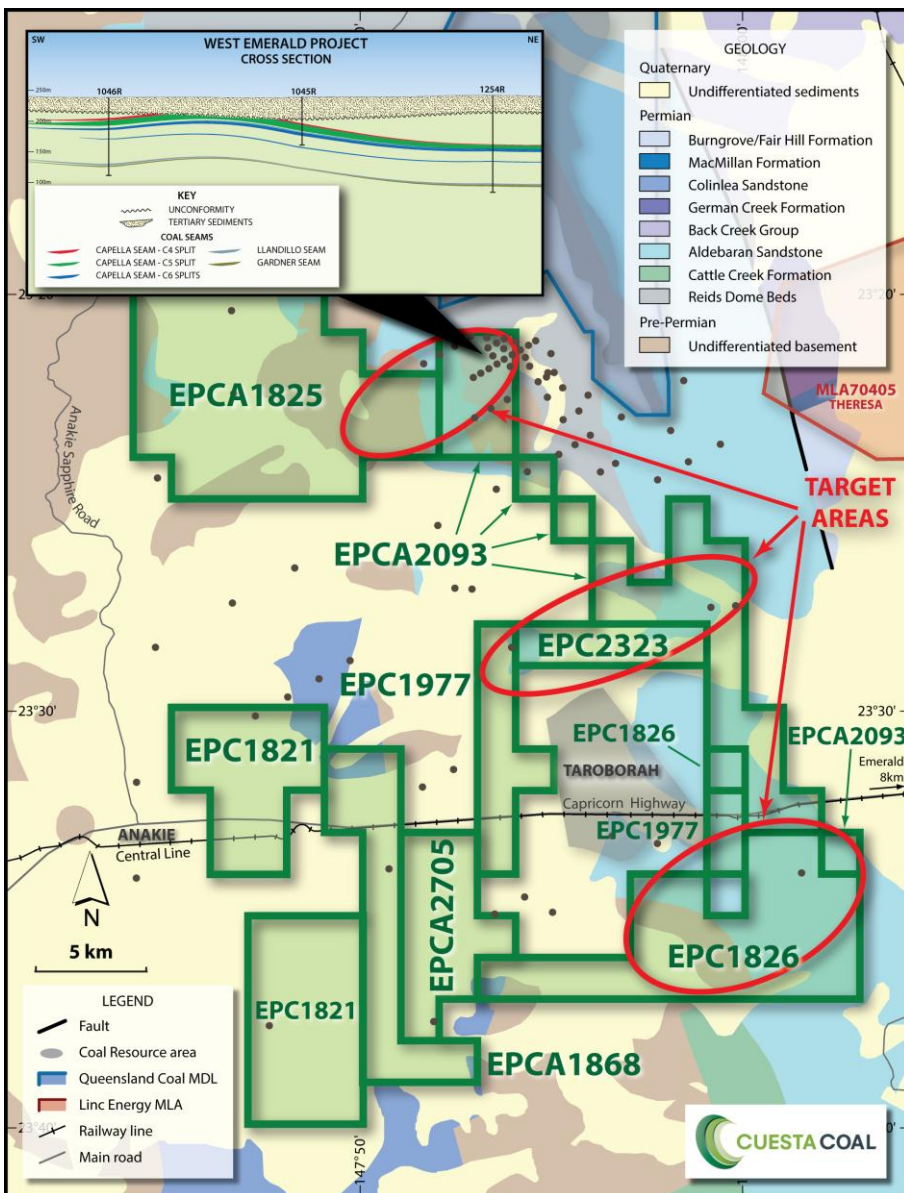 SW
WEST EMERALD PROJECT
CROSS SECTION
NE
250m
200m
150m
100m
1046R
1045R
1254R
KEY
UNCONFORMITY
TERTIARY SEDIMENTS
COAL SEAMS
CAPELLA SEAM - C4 SPLIT
CAPELLA SEAM - C5 SPLIT
CAPELLA SEAM - C6 SPLITS
LLANDILLO SEAM
GARDNER SEAM
GEOLOGY
Quaternary
Undifferentiated sediments
Permian
Burngrove/Fair Hill Formation
MacMillan Formation
Colinlea Sandstone
German Creek Formation
Back Creek Group
Aldebaran Sandstone
Cattle Creek Formation
Reids Dome Beds
Pre-Permian
Undifferentiated basement
23°20'
MLA70405
THERESA
EPCA1825
Anakie Sapphire Road
TARGET
AREAS
EPCA2093
EPC2323
EPC1977
23°30'
23°30'
EPC1821
EPC1826
EPCA2093
TAROBORAH
Emerald
8km
Capricorn Highway
EPC1977
ANAKIE
Central Line
N
5 km
EPCA2705
EPC1826
EPC1821
EPCA1868
LEGEND
Fault
Coal Resource area
Queensland Coal MDL
Linc Energy MLA
Railway line
Main road
23°40'
147°50'
CUESTA COAL